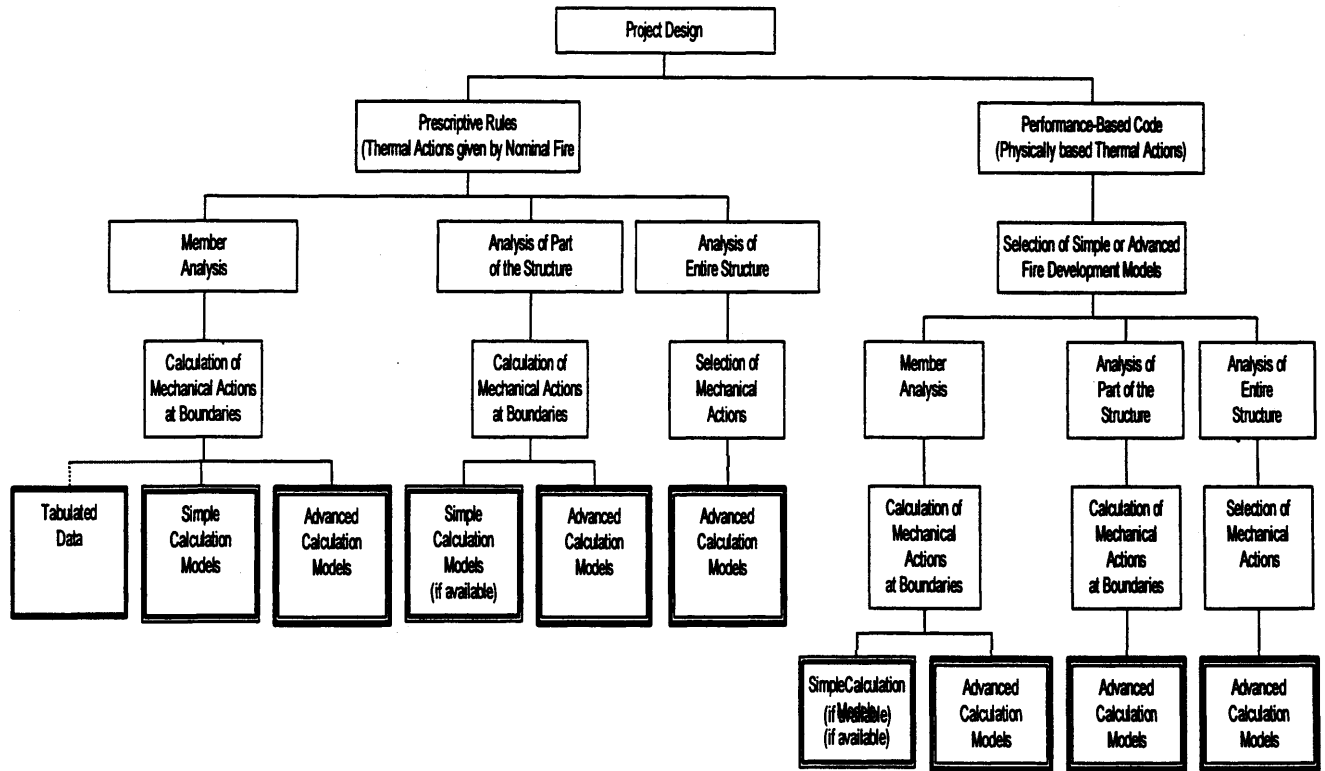 Project Design
Prescriptive Rules
(Thermal Actions given by Nominal Fire
Performance-Based Code
(Physically based Thermal Actions)
Member
Analysis
Analysis of Part
of the Structure
Analysis of
Entire Structure
Selection of Simple or Advanced
Fire Development Models
Calculation of
Mechanical Actions
at Boundaries
Calculation of
Mechanical Actions
at Boundaries
Selection of
Mechanical
Actions
Member
Analysis
Analysis of
Part of the
Structure
Analysis of
Entire
Structure
Tabulated
Data
Simple
Calculation
Models
Advanced
Calculation
Models
Simple
Calculation
Models
(if available)
Advanced
Calculation
Models
Advanced
Calculation
Models
Calculation of
Mechanical
Actions
at Boundaries
Calculation of
Mechanical
Actions
at Boundaries
Selection of
Mechanical
Actions
SimpleCalculation
Models
(if available)
(if available)
Advanced
Calculation
Models
Advanced
Calculation
Models
Advanced
Calculation
Models